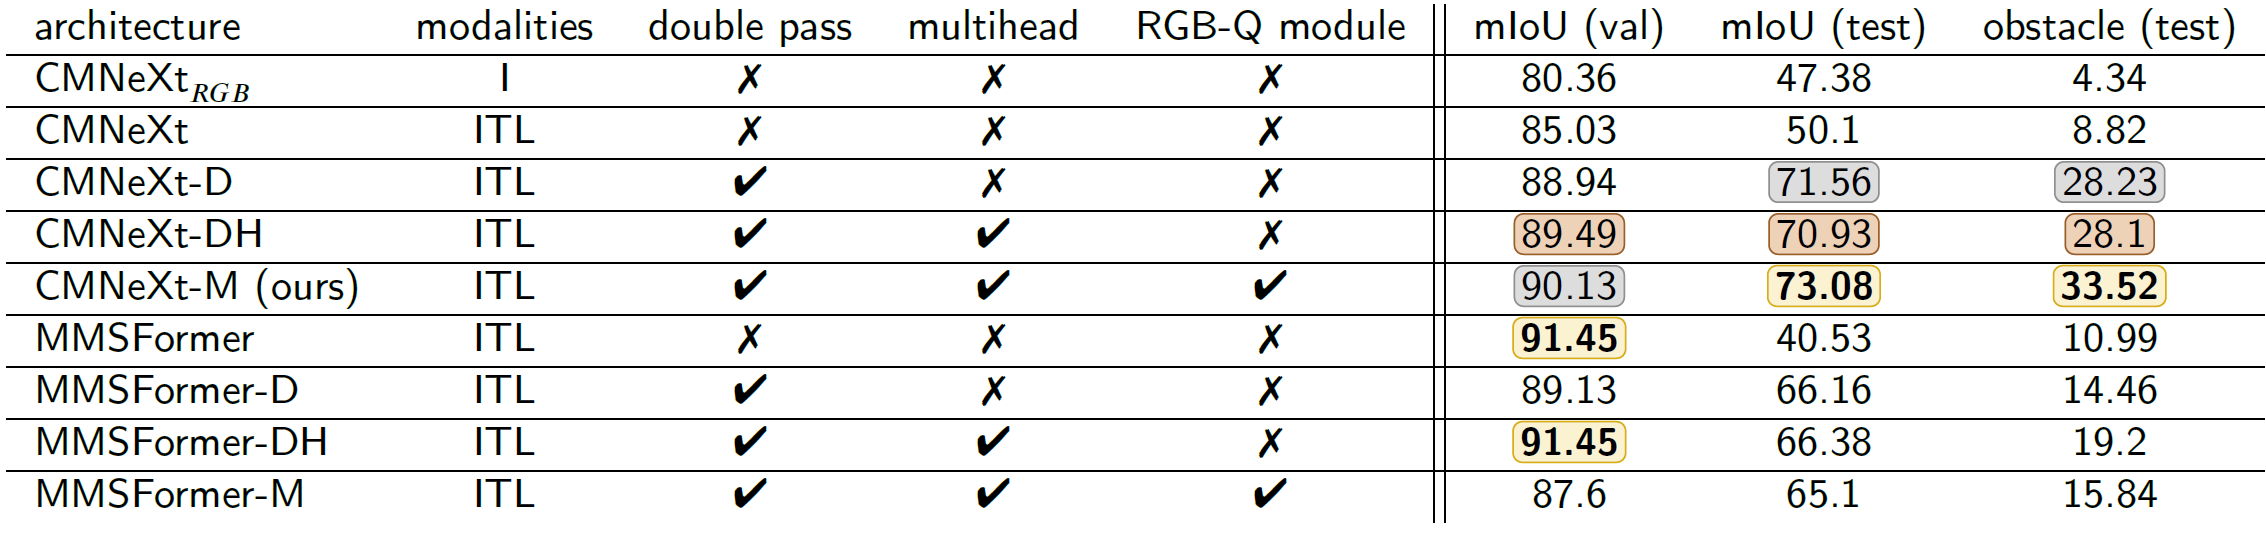 architecture modalities double pass multihead RGB-Q module mIoU (val) mIoU (test) obstacle (test)
CMNeXtRGB I ✗ ✗ ✗ 80.36 47.38 4.34
CMNeXt ITL ✗ ✗ ✗ 85.03 50.1 8.82
CMNeXt-D ITL ✔ ✗ ✗ 88.94 71.56 28.23
CMNeXt-DH ITL ✔ ✔ ✗ 89.49 70.93 28.1
CMNeXt-M (ours) ITL ✔ ✔ ✔ 90.13 73.08 33.52
MMSFormer ITL ✗ ✗ ✗ 91.45 40.53 10.99
MMSFormer-D ITL ✔ ✗ ✗ 89.13 66.16 14.46
MMSFormer-DH ITL ✔ ✔ ✗ 91.45 66.38 19.2
MMSFormer-M ITL ✔ ✔ ✔ 87.6 65.1 15.84